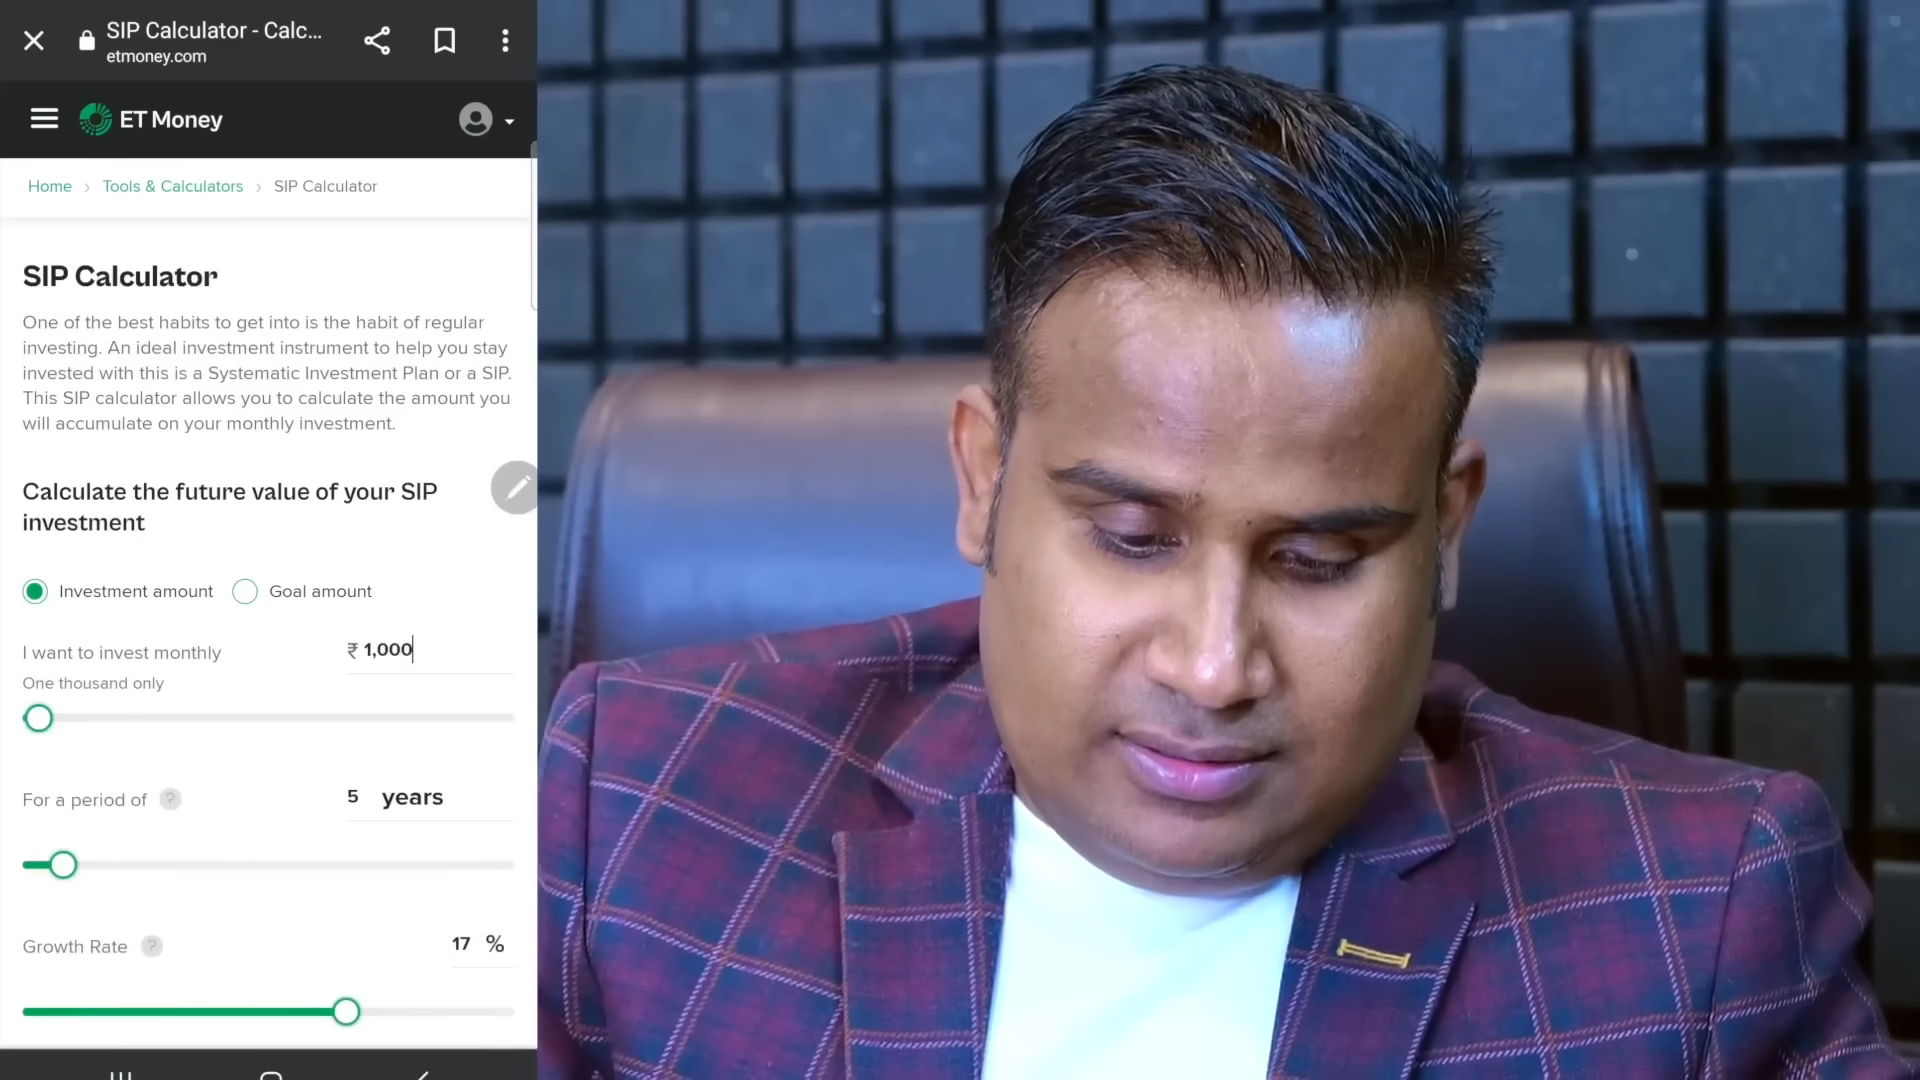 SIP Calculator - Calc...
etmoney.com
ET Money
Home › Tools & Calculators › SIP Calculator
SIP Calculator
One of the best habits to get into is the habit of regular
investing. An ideal investment instrument to help you stay
invested with this is a Systematic Investment Plan or a SIP.
This SIP calculator allows you to calculate the amount you
will accumulate on your monthly investment.
Calculate the future value of your SIP
investment
Investment amount Goal amount
I want to invest monthly ₹ 1,000
One thousand only
For a period of ? 5 years
Growth Rate ? 17 %